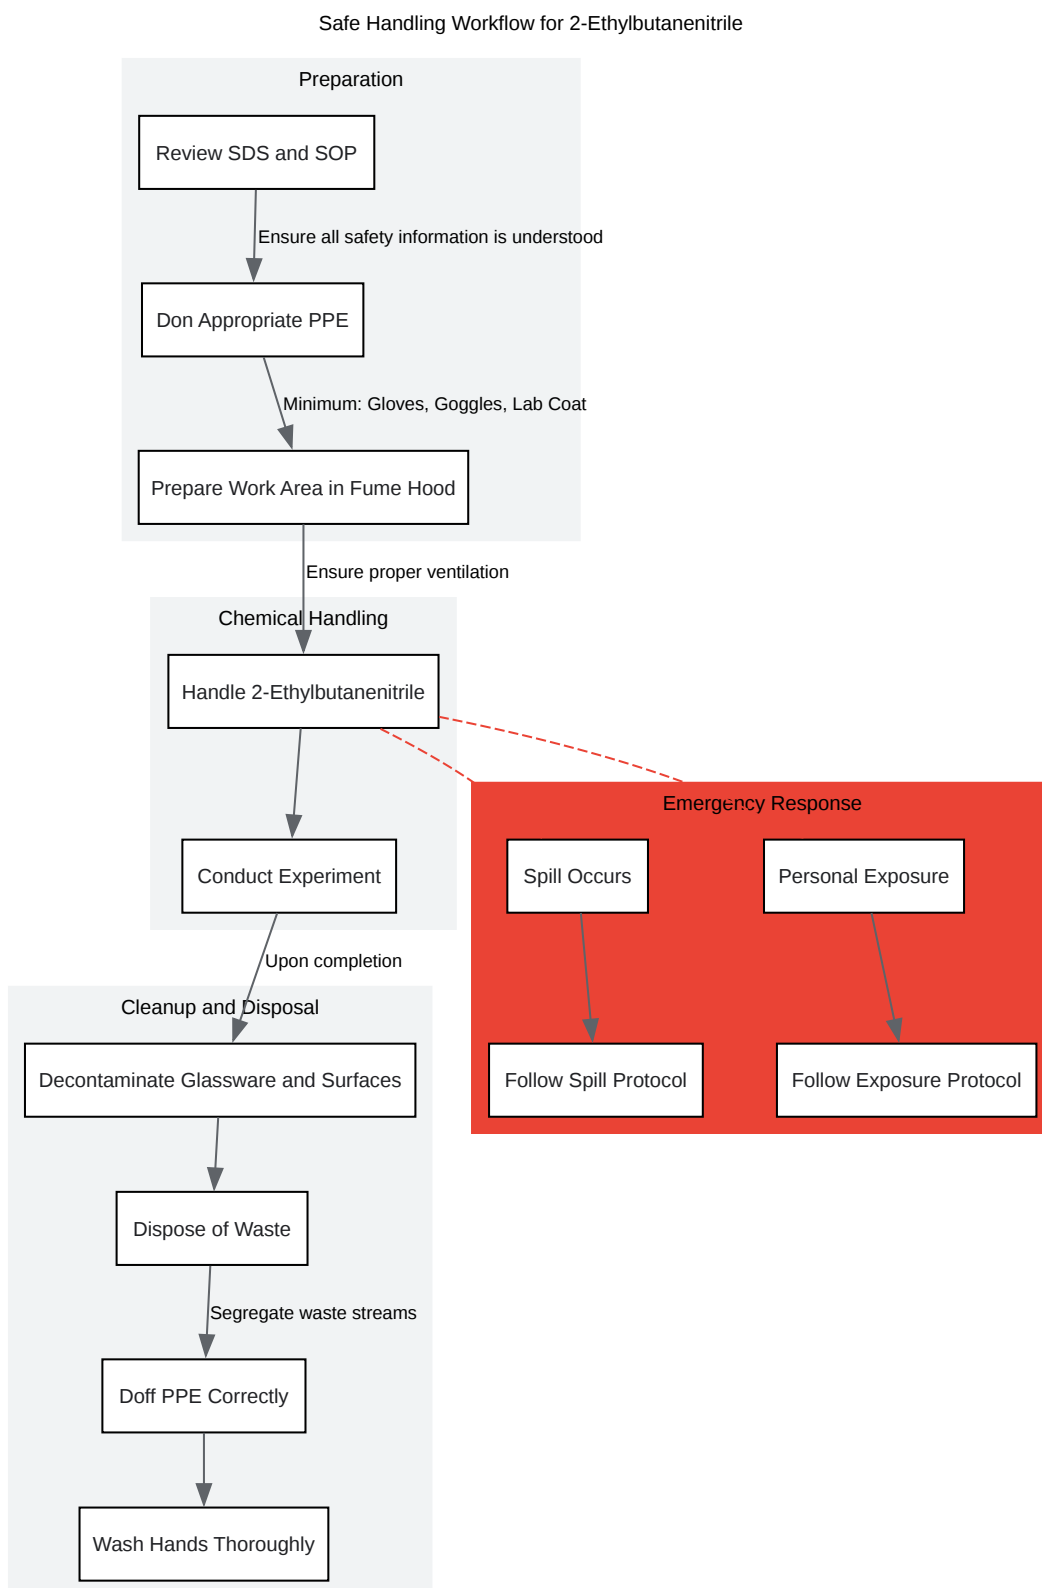 Safe Handling Workflow for 2-Ethylbutanenitrile
Preparation
Review SDS and SOP
Ensure all safety information is understood
Don Appropriate PPE
Minimum: Gloves, Goggles, Lab Coat
Prepare Work Area in Fume Hood
Ensure proper ventilation
Chemical Handling
Handle 2-Ethylbutanenitrile
Conduct Experiment
Upon completion
Emergency Response
Spill Occurs
Personal Exposure
Follow Spill Protocol
Follow Exposure Protocol
Cleanup and Disposal
Decontaminate Glassware and Surfaces
Dispose of Waste
Segregate waste streams
Doff PPE Correctly
Wash Hands Thoroughly